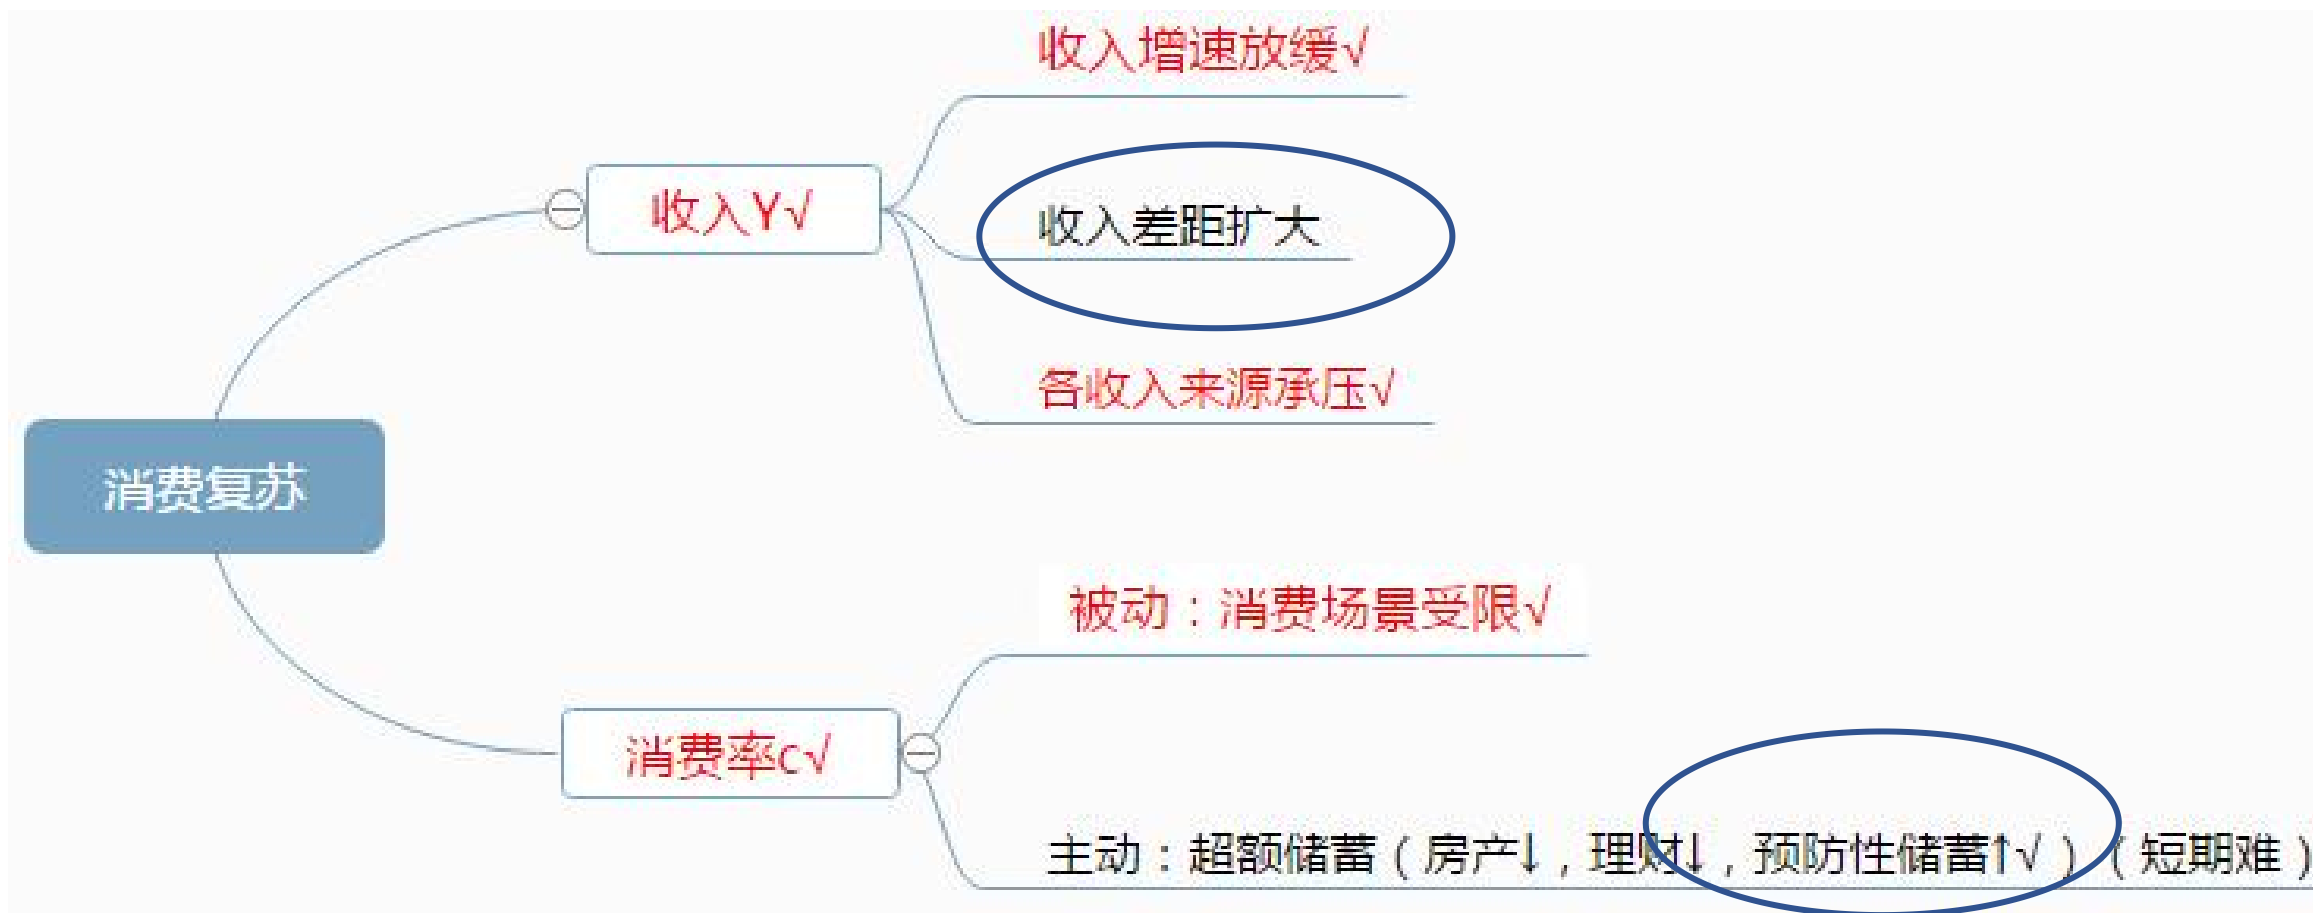 收入增速放缓√
收入Y√
收入差距扩大
各收入来源承压√
消费复苏
被动：消费场景受限√
消费率c√
主动：超额储蓄（房产↓，理财↓，预防性储蓄↑√）（短期难）